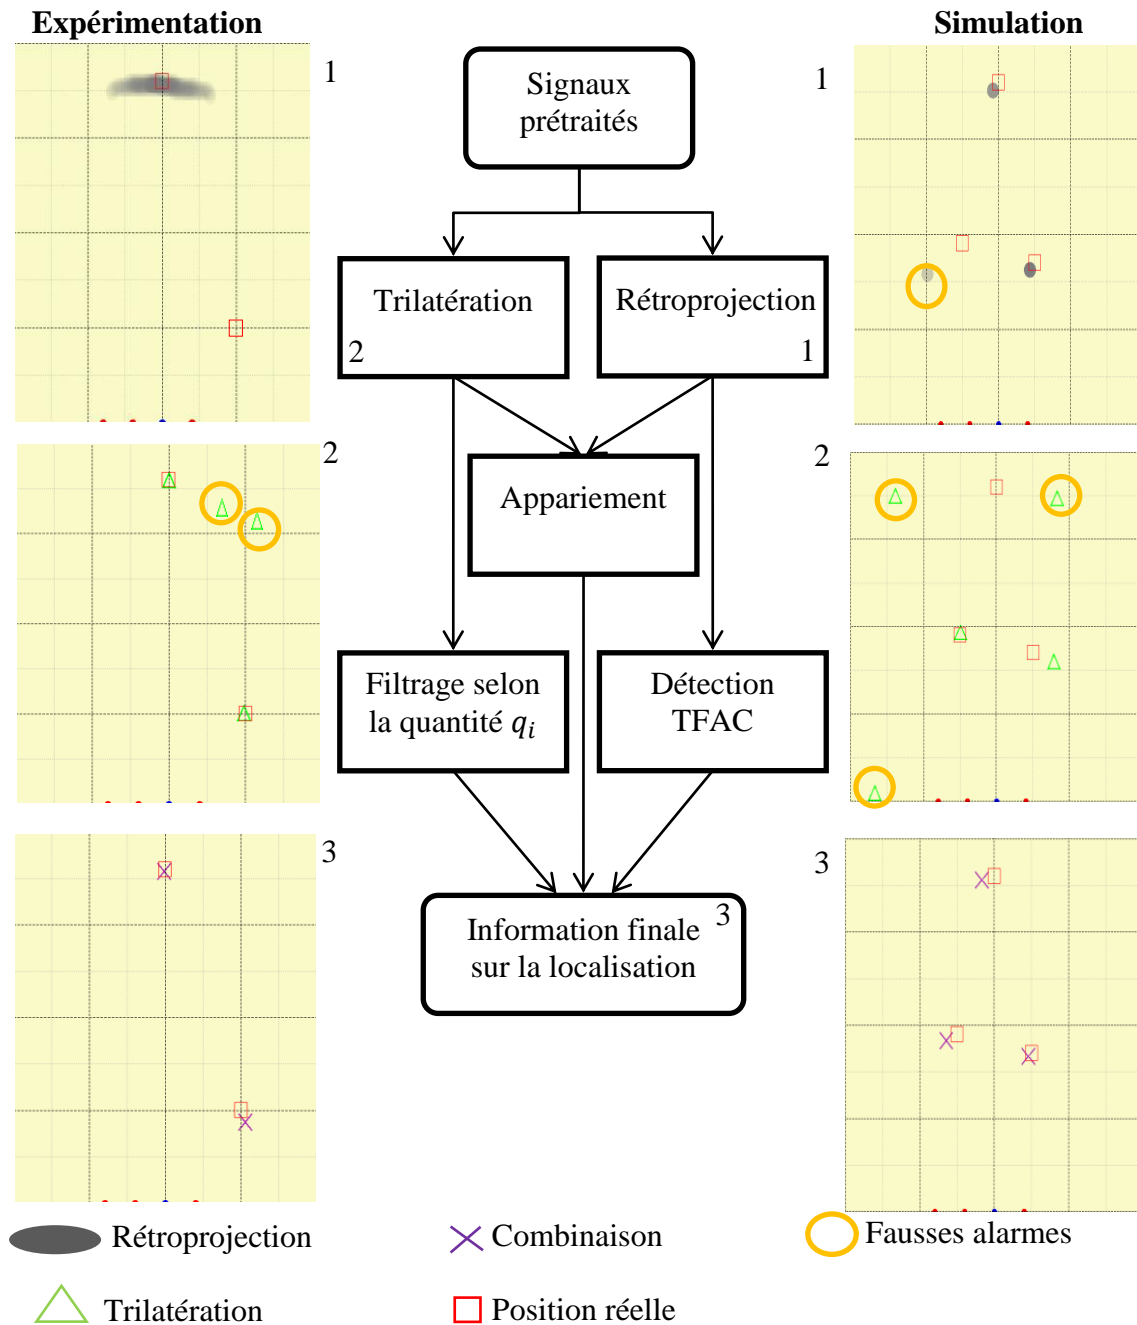 Expérimentation
Simulation
1
Signaux
prétraités
1
Trilatération
2
Rétroprojection
1
2
Appariement
2
Filtrage selon
la quantité qᵢ
Détection
TFAC
3
Information finale
sur la localisation
3
3
Rétroprojection
Combinaison
Fausses alarmes
Trilatération
Position réelle